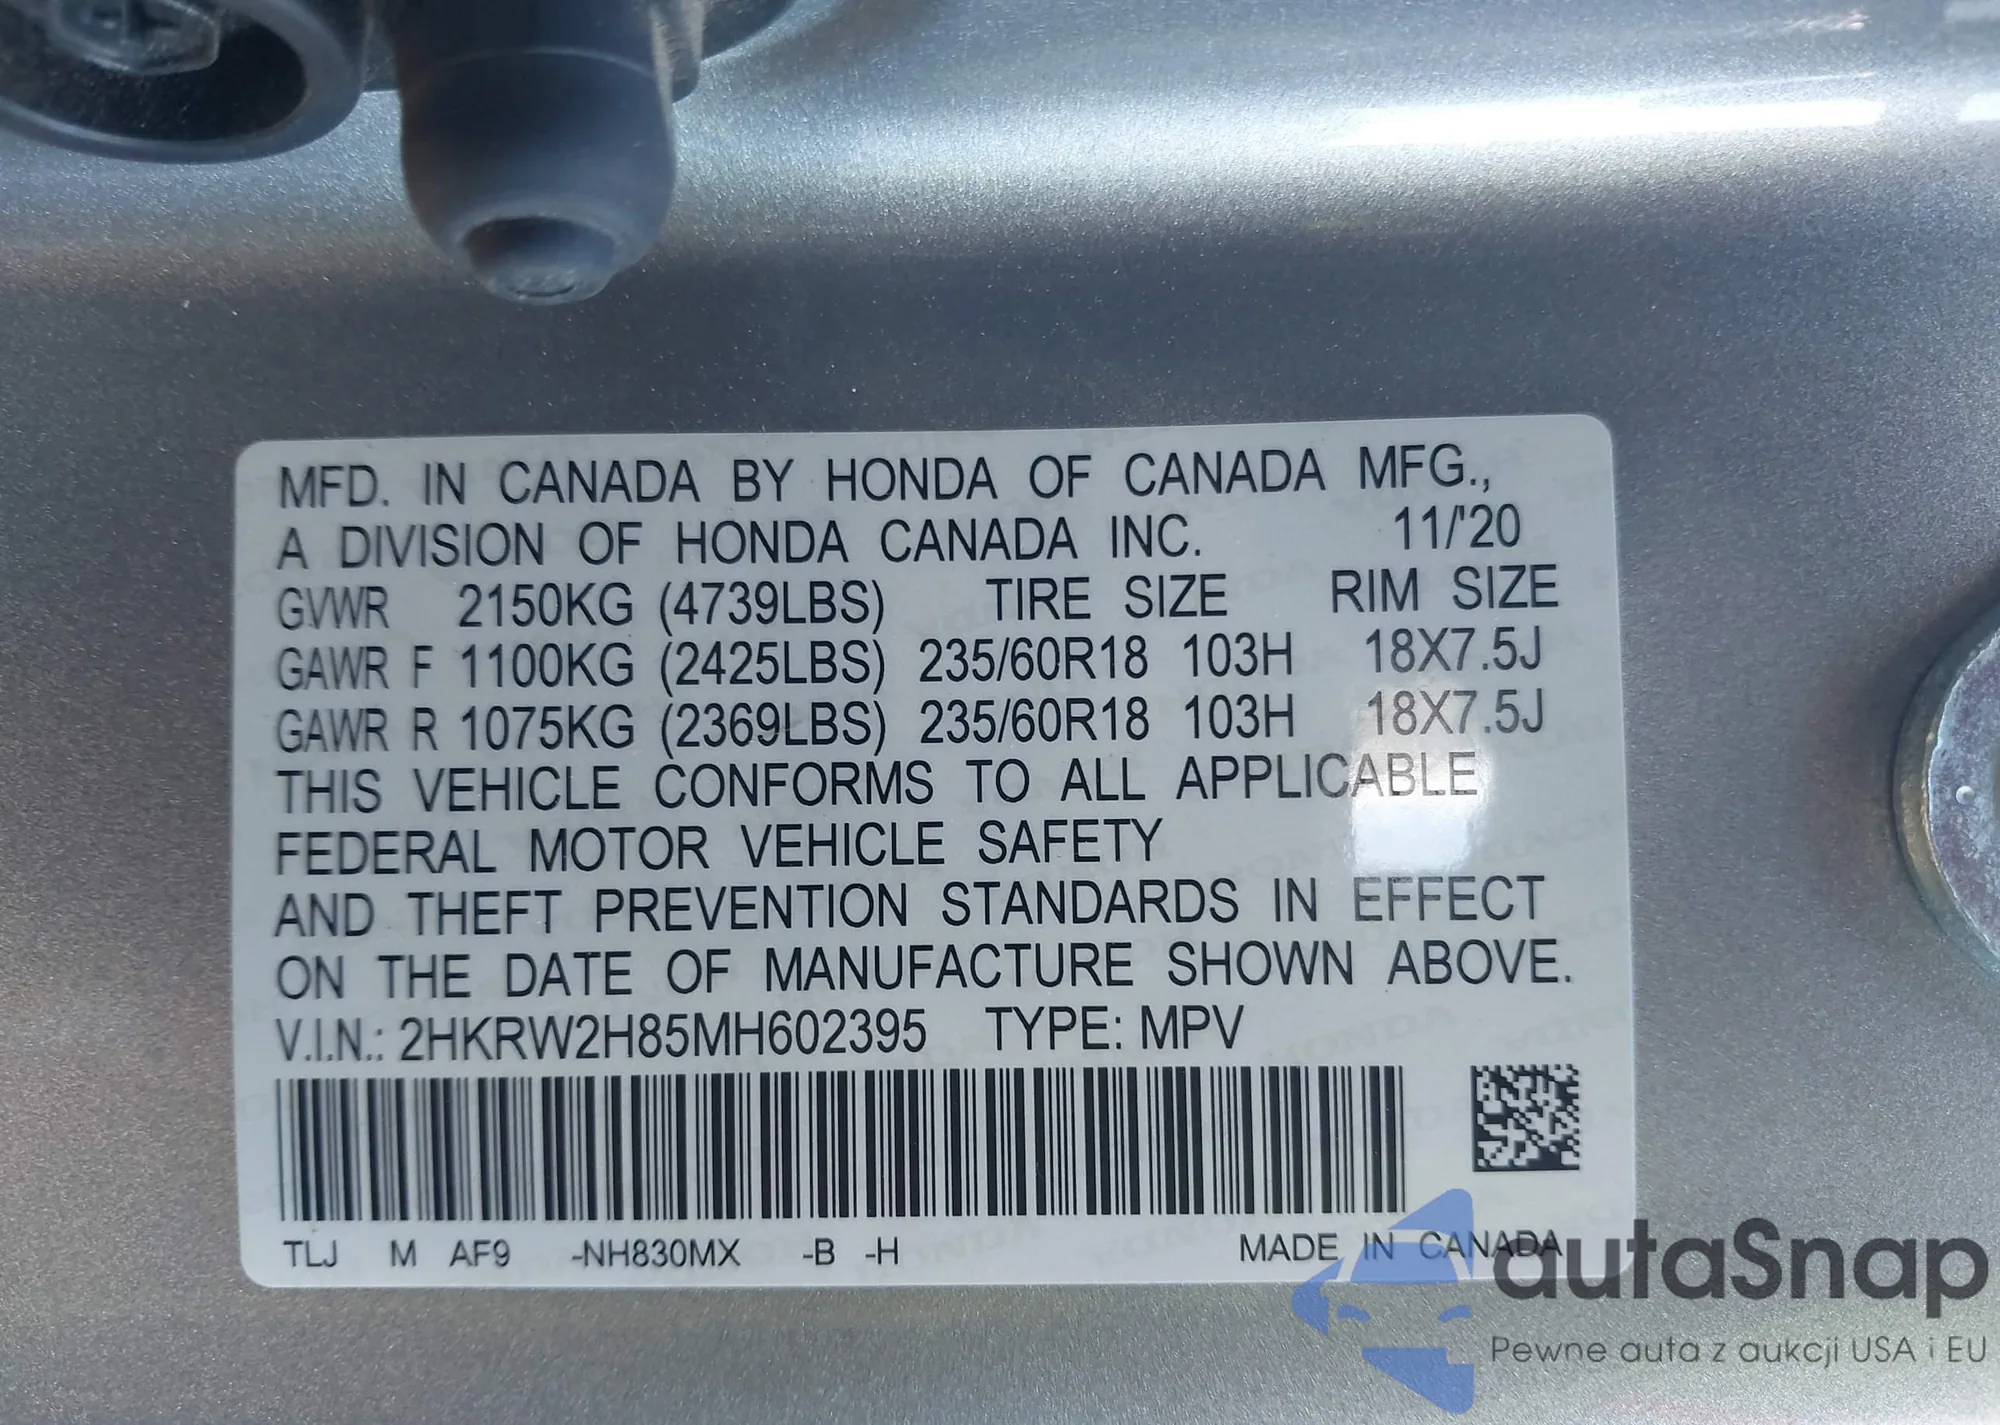 MFD. IN CANADA BY HONDA OF CANADA MFG.,
A DIVISION OF HONDA CANADA INC. 11/'20
GVWR 2150KG (4739LBS) TIRE SIZE RIM SIZE
GAWR F 1100KG (2425LBS) 235/60R18 103H 18X7.5J
GAWR R 1075KG (2369LBS) 235/60R18 103H 18X7.5J
THIS VEHICLE CONFORMS TO ALL APPLICABLE
FEDERAL MOTOR VEHICLE SAFETY
AND THEFT PREVENTION STANDARDS IN EFFECT
ON THE DATE OF MANUFACTURE SHOWN ABOVE.
V.I.N.: 2HKRW2H85MH602395 TYPE: MPV
TLJ M AF9 -NH830MX -B -H MADE IN CANADA
autaSnap
Pewne auta z aukcji USA i EU